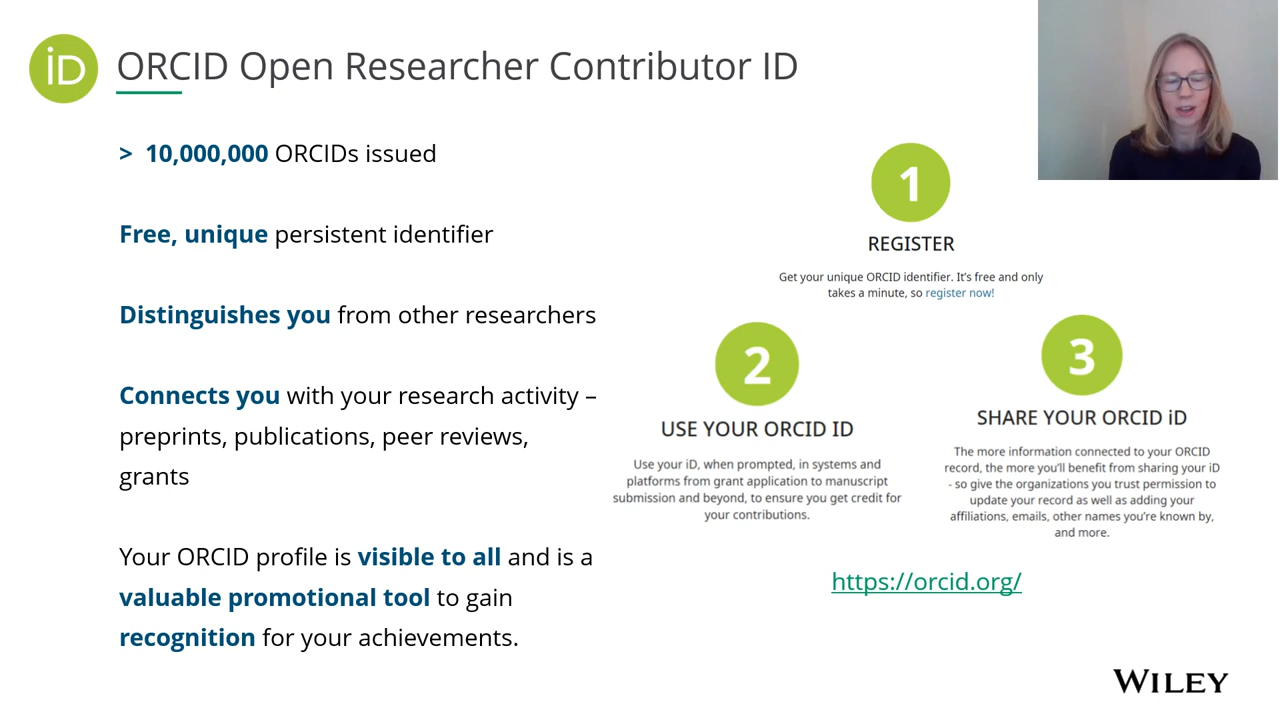 iD ORCID Open Researcher Contributor ID
> 10,000,000 ORCIDs issued
Free, unique persistent identifier
Distinguishes you from other researchers
Connects you with your research activity –
preprints, publications, peer reviews,
grants
Your ORCID profile is visible to all and is a
valuable promotional tool to gain
recognition for your achievements.
1
REGISTER
Get your unique ORCID identifier. It's free and only
takes a minute, so register now!
2
USE YOUR ORCID ID
Use your iD, when prompted, in systems and
platforms from grant application to manuscript
submission and beyond, to ensure you get credit for
your contributions.
3
SHARE YOUR ORCID iD
The more information connected to your ORCID
record, the more you'll benefit from sharing your iD
- so give the organizations you trust permission to
update your record as well as adding your
affiliations, emails, other names you're known by,
and more.
https://orcid.org/
WILEY